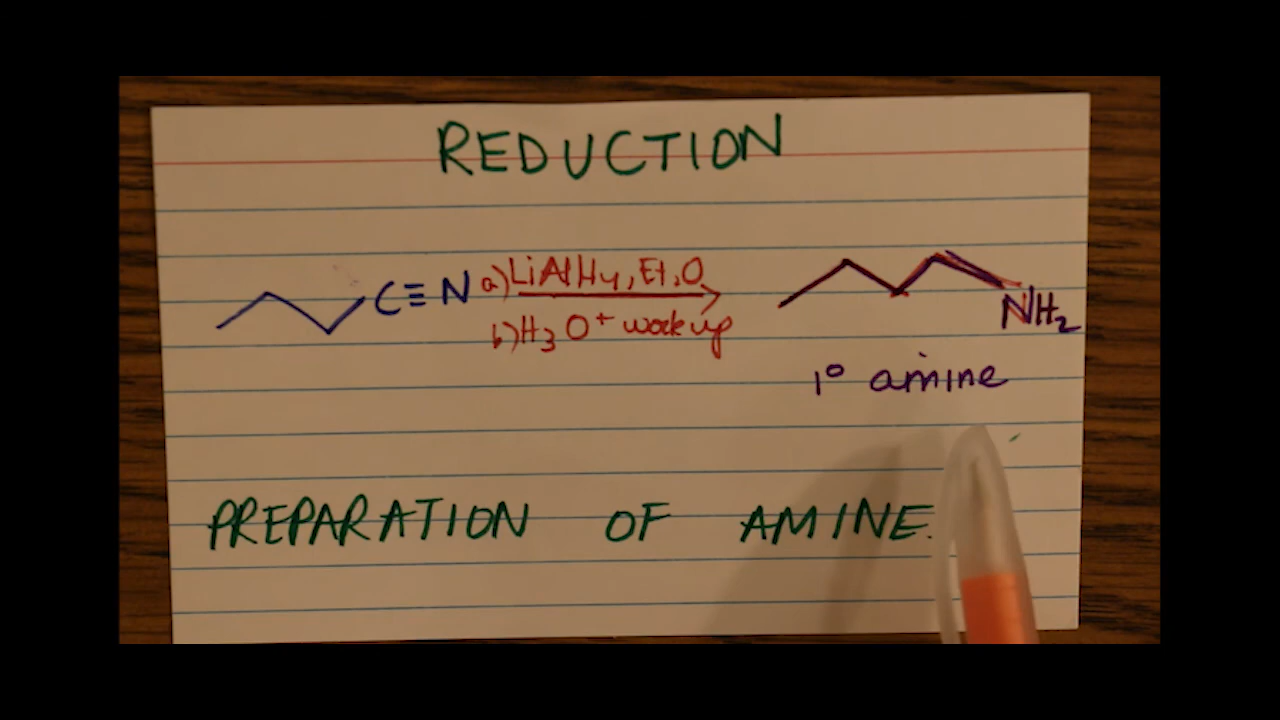 REDUCTION
C≡N a) LiAlH4, Et2O
b) H3O+ workup
NH2
1° amine
PREPARATION OF AMINE.